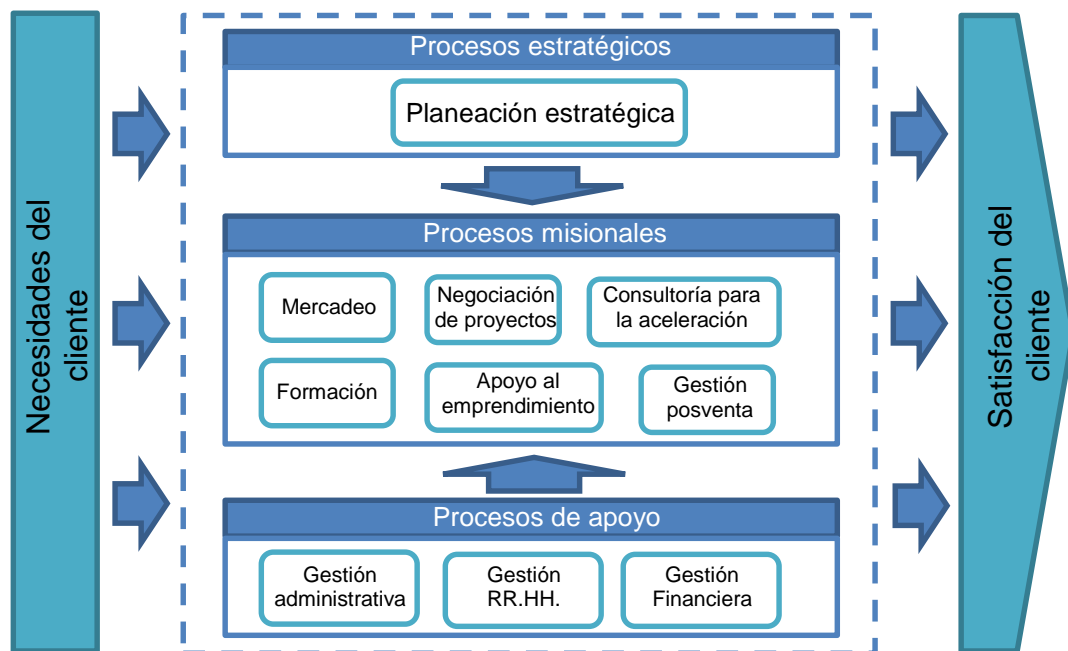 Necesidades del
cliente
Procesos estratégicos
Planeación estratégica
Procesos misionales
Mercadeo
Negociación
de proyectos
Consultoría para
la aceleración
Formación
Apoyo al
emprendimiento
Gestión
posventa
Procesos de apoyo
Gestión
administrativa
Gestión
RR.HH.
Gestión
Financiera
Satisfacción del
cliente